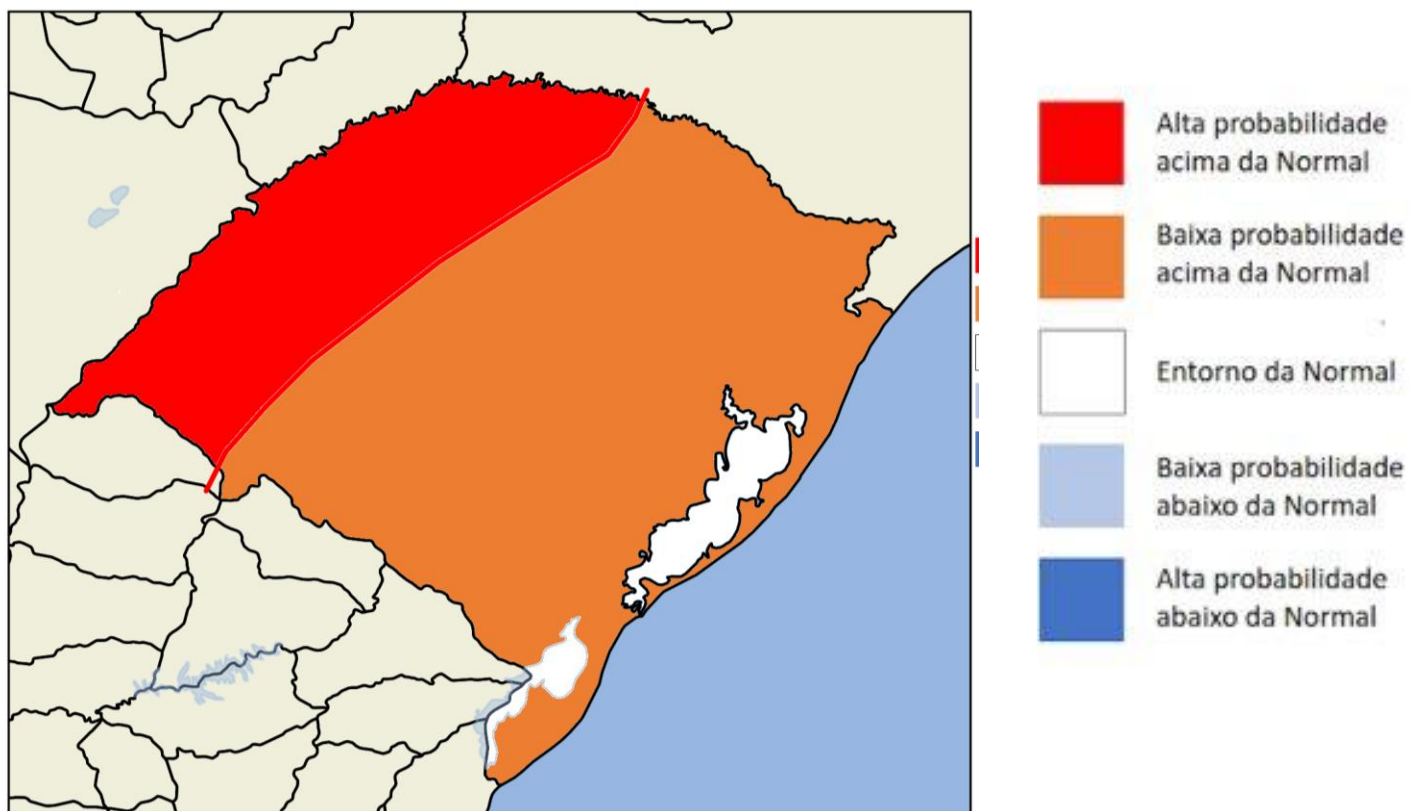 Alta probabilidade
acima da Normal
Baixa probabilidade
acima da Normal
Entorno da Normal
Baixa probabilidade
abaixo da Normal
Alta probabilidade
abaixo da Normal